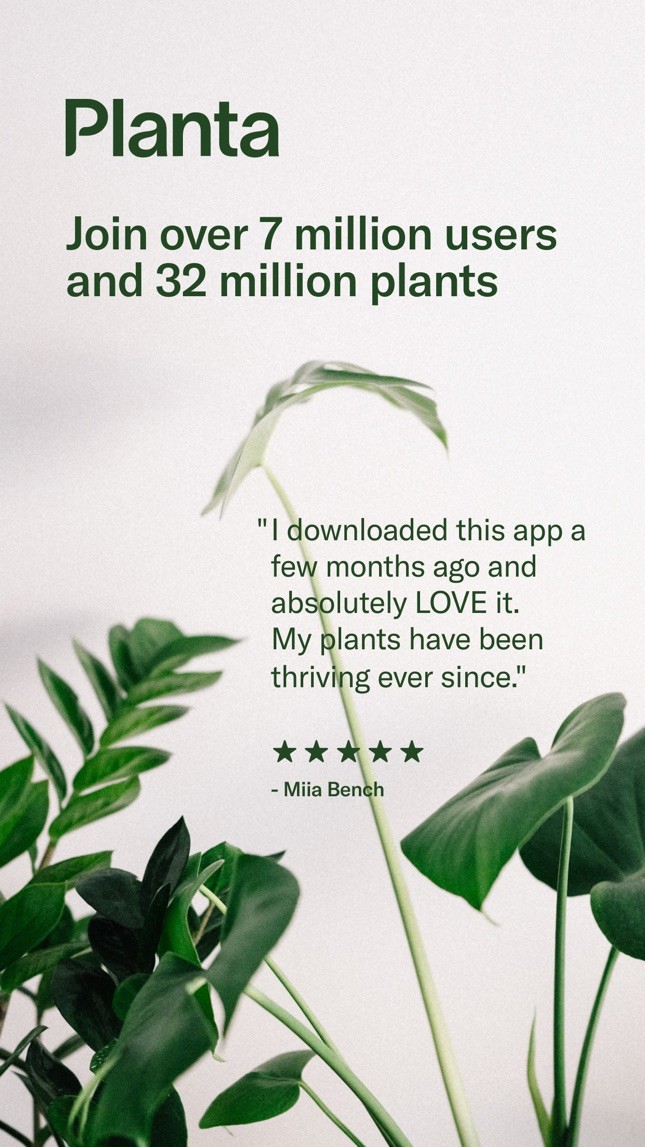 Planta
Join over 7 million users
and 32 million plants
"I downloaded this app a
few months ago and
absolutely LOVE it.
My plants have been
thriving ever since."
★★★★★
- Miia Bench